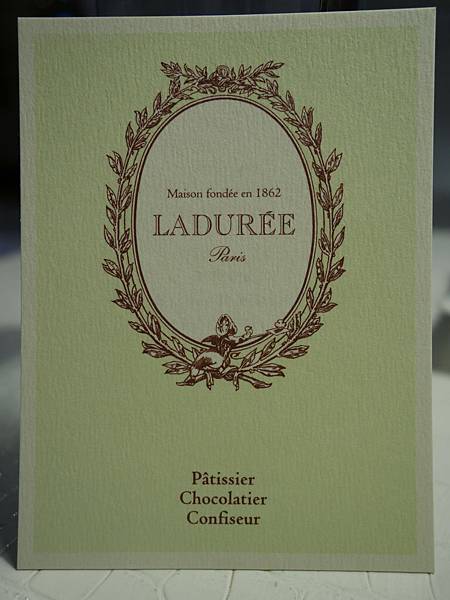 Maison fondée en 1862
LADURÉE
Paris
Pâtissier
Chocolatier
Confiseur